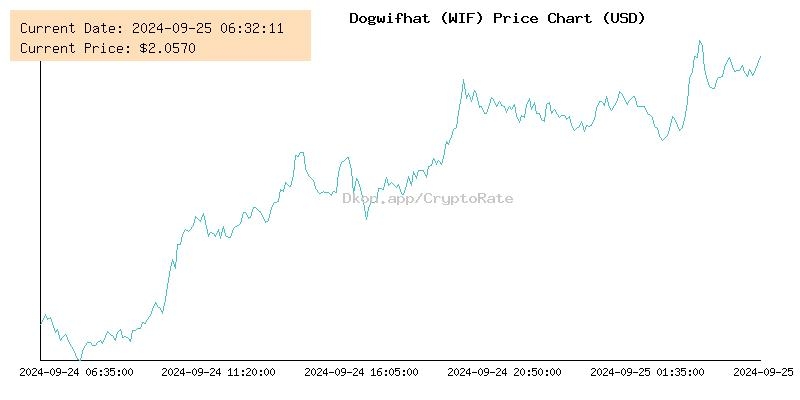 Dogwifhat (WIF) Price Chart (USD)
Current Date: 2024-09-25 06:32:11
Current Price: $2.0570
Dkop.app/CryptoRate
2024-09-24 06:35:00 2024-09-24 11:20:00 2024-09-24 16:05:00 2024-09-24 20:50:00 2024-09-25 01:35:00 2024-09-25